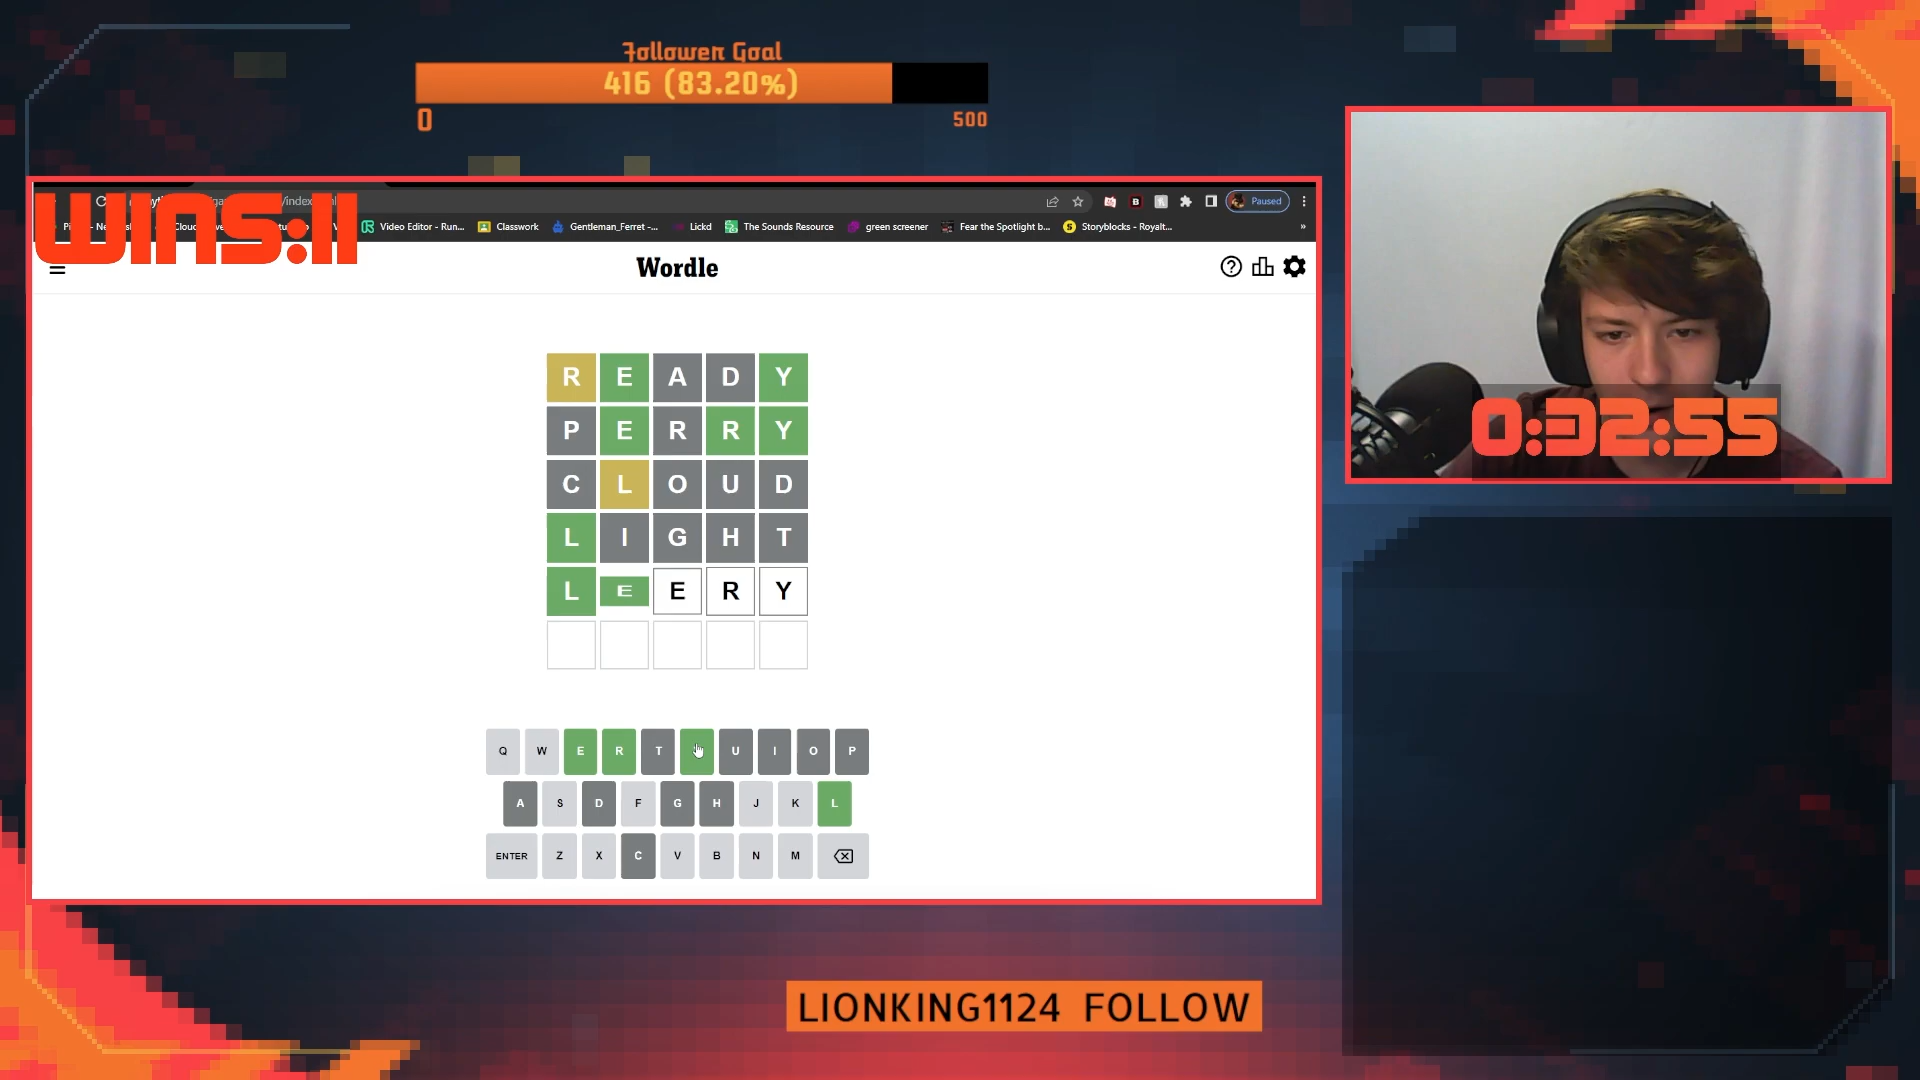 Follower Goal
416 (83.20%)
0
500
WINS:11
Paused
Video Editor - Run...
Classwork
Gentleman_Ferret -...
Lickd
The Sounds Resource
green screener
Fear the Spotlight b...
Storyblocks - Royalt...
»
Wordle
R E A D Y
P E R R Y
C L O U D
L I G H T
L E E R Y
Q W E R T U I O P
A S D F G H J K L
ENTER Z X C V B N M
0:32:55
LIONKING1124 FOLLOW